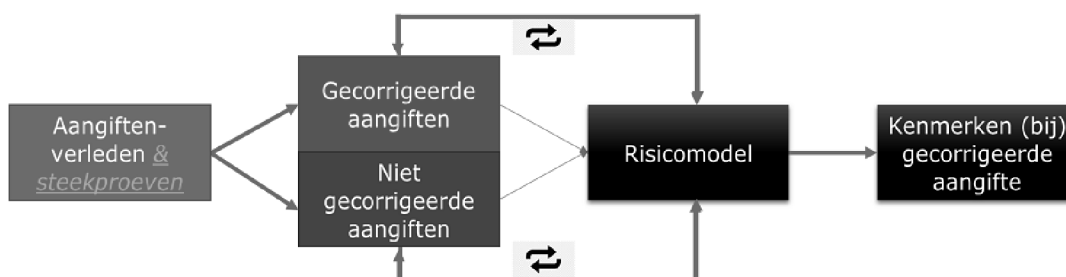 Aangiften-
verleden &
steekproeven
Gecorrigeerde
aangiften
Niet
gecorrigeerde
aangiften
Risicomodel
Kenmerken (bij)
gecorrigeerde
aangifte